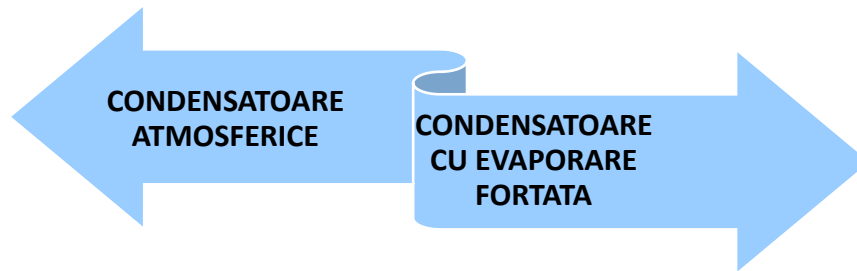 CONDENSATOARE
ATMOSFERICE
CONDENSATOARE
CU EVAPORARE
FORTATA